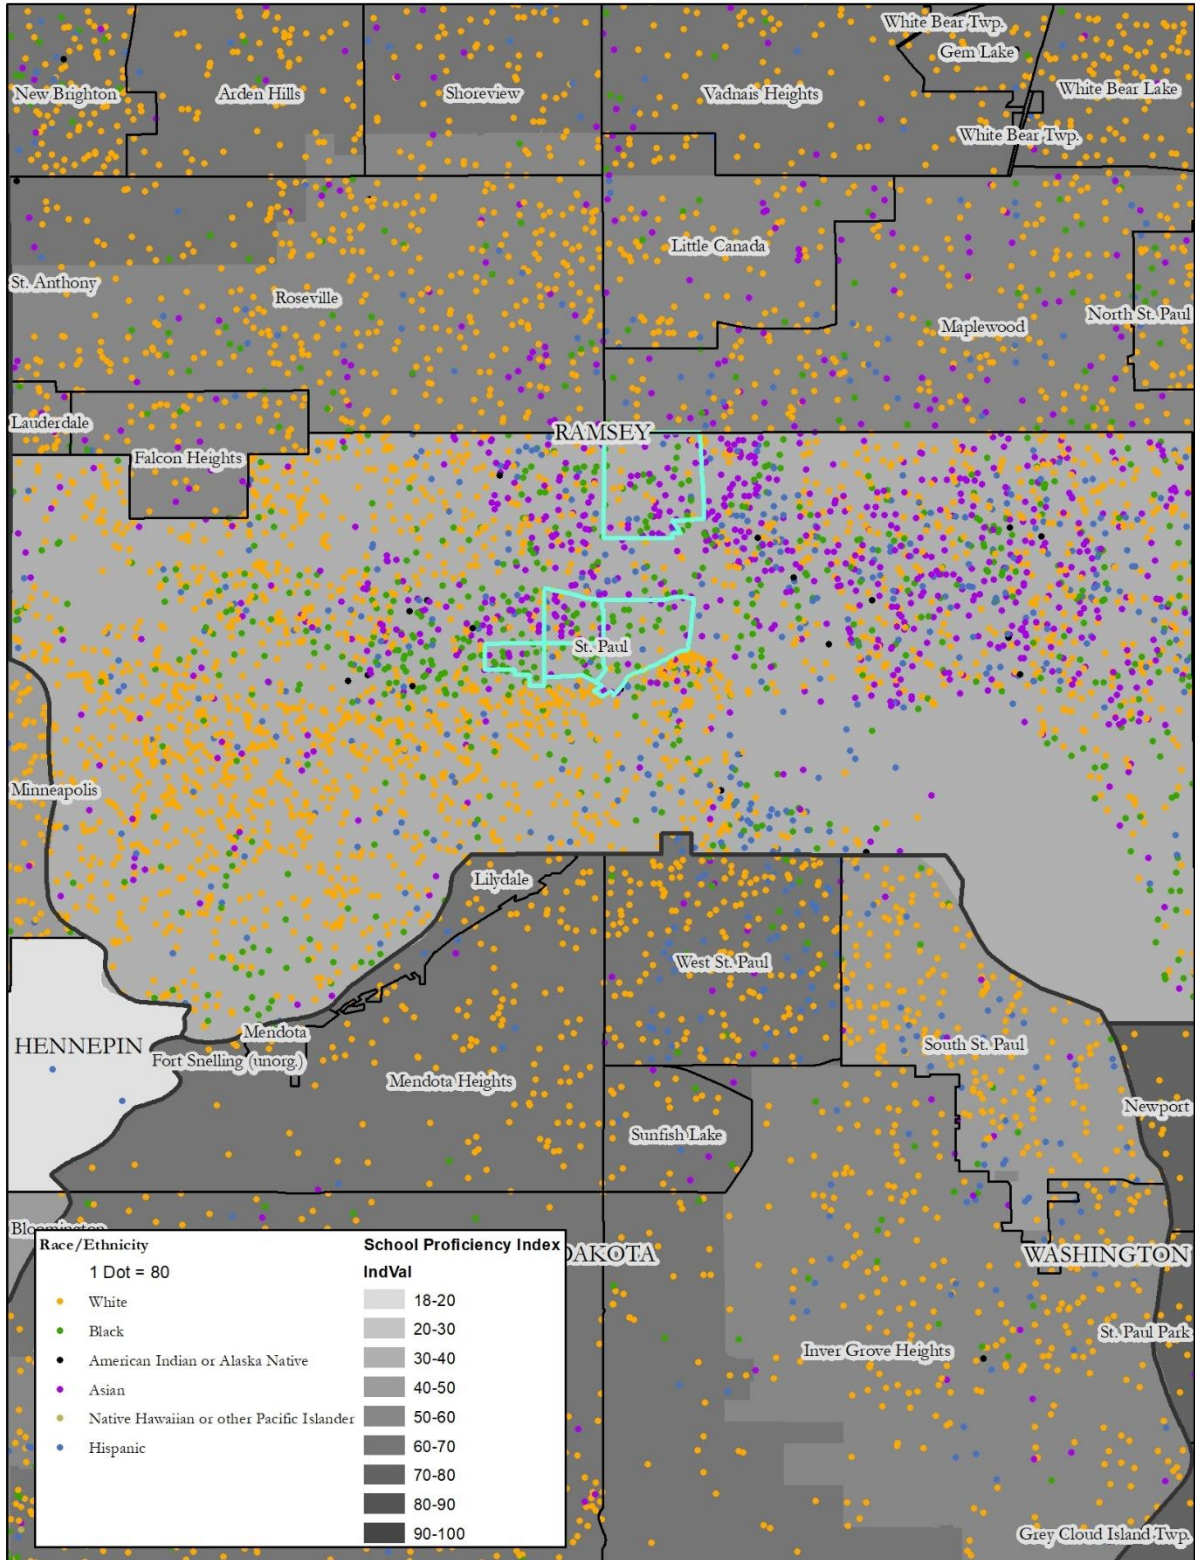 White Bear Twp.
Gem Lake
New Brighton
Arden Hills
Shoreview
Vadnais Heights
White Bear Lake
White Bear Twp.
Little Canada
St. Anthony
Roseville
Maplewood
North St. Paul
Lauderdale
RAMSEY
Falcon Heights
St. Paul
Minneapolis
Lilydale
West St. Paul
Mendota
HENNEPIN
Fort Snelling (unorg.)
South St. Paul
Mendota Heights
Newport
Sunfish Lake
Bloomington
DAKOTA
WASHINGTON
St. Paul Park
Inver Grove Heights
Grey Cloud Island Twp.
Race/Ethnicity
1 Dot = 80
White
Black
American Indian or Alaska Native
Asian
Native Hawaiian or other Pacific Islander
Hispanic
School Proficiency Index
IndVal
18-20
20-30
30-40
40-50
50-60
60-70
70-80
80-90
90-100